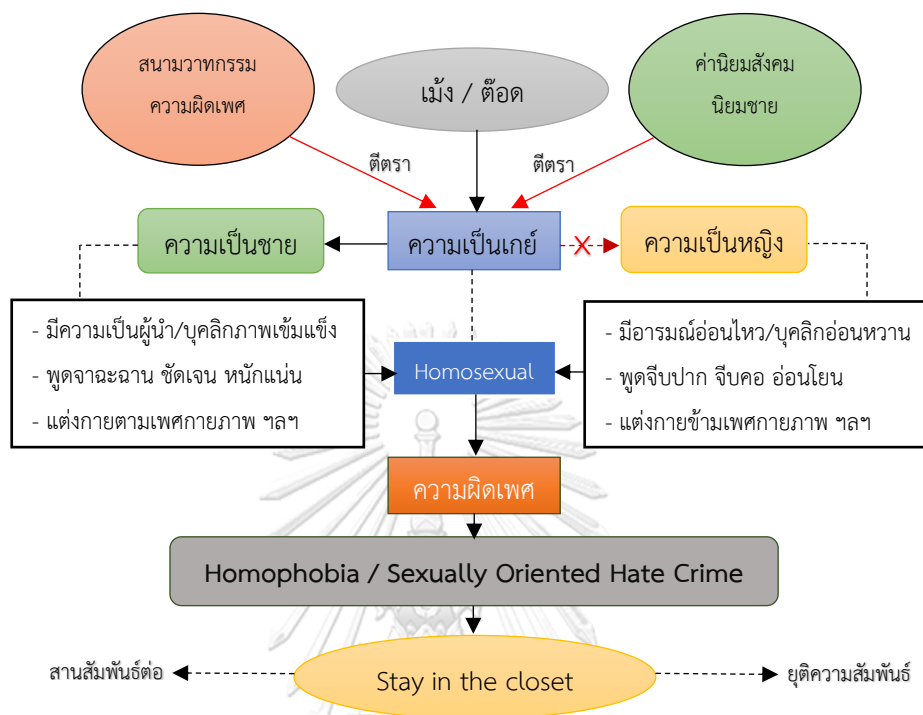 สนามวาทกรรม
ความผิดเพศ
เม้ง / ต๊อด
ค่านิยมสังคม
นิยมชาย
ตีตรา
ตีตรา
ความเป็นชาย
ความเป็นเกย์
X
ความเป็นหญิง
- มีความเป็นผู้นำ/บุคลิกภาพเข้มแข็ง
- พูดจาฉะฉาน ชัดเจน หนักแน่น
- แต่งกายตามเพศกายภาพ ฯลฯ
Homosexual
- มีอารมณ์อ่อนไหว/บุคลิกอ่อนหวาน
- พูดจีบปาก จีบคอ อ่อนโยน
- แต่งกายข้ามเพศกายภาพ ฯลฯ
ความผิดเพศ
Homophobia / Sexually Oriented Hate Crime
สานสัมพันธ์ต่อ
Stay in the closet
ยุติความสัมพันธ์